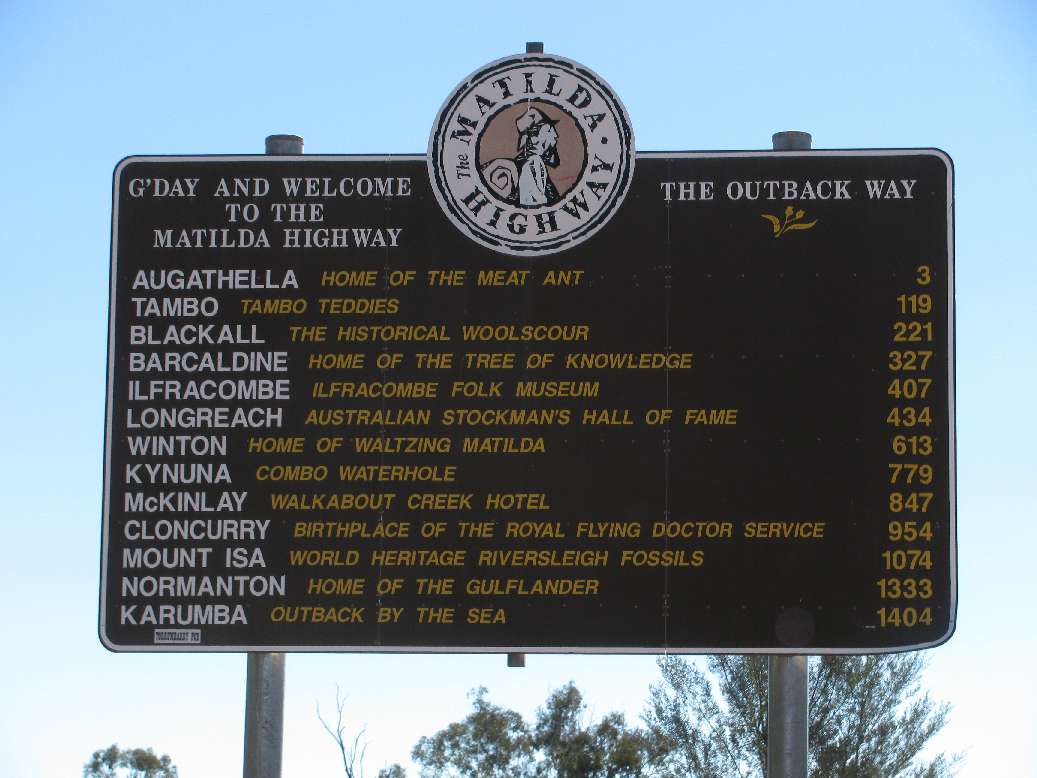 The MATILDA · HIGHWAY
G'DAY AND WELCOME
TO THE
MATILDA HIGHWAY
THE OUTBACK WAY
AUGATHELLA HOME OF THE MEAT ANT 3
TAMBO TAMBO TEDDIES 119
BLACKALL THE HISTORICAL WOOLSCOUR 221
BARCALDINE HOME OF THE TREE OF KNOWLEDGE 327
ILFRACOMBE ILFRACOMBE FOLK MUSEUM 407
LONGREACH AUSTRALIAN STOCKMAN'S HALL OF FAME 434
WINTON HOME OF WALTZING MATILDA 613
KYNUNA COMBO WATERHOLE 779
McKINLAY WALKABOUT CREEK HOTEL 847
CLONCURRY BIRTHPLACE OF THE ROYAL FLYING DOCTOR SERVICE 954
MOUNT ISA WORLD HERITAGE RIVERSLEIGH FOSSILS 1074
NORMANTON HOME OF THE GULFLANDER 1333
KARUMBA OUTBACK BY THE SEA 1404